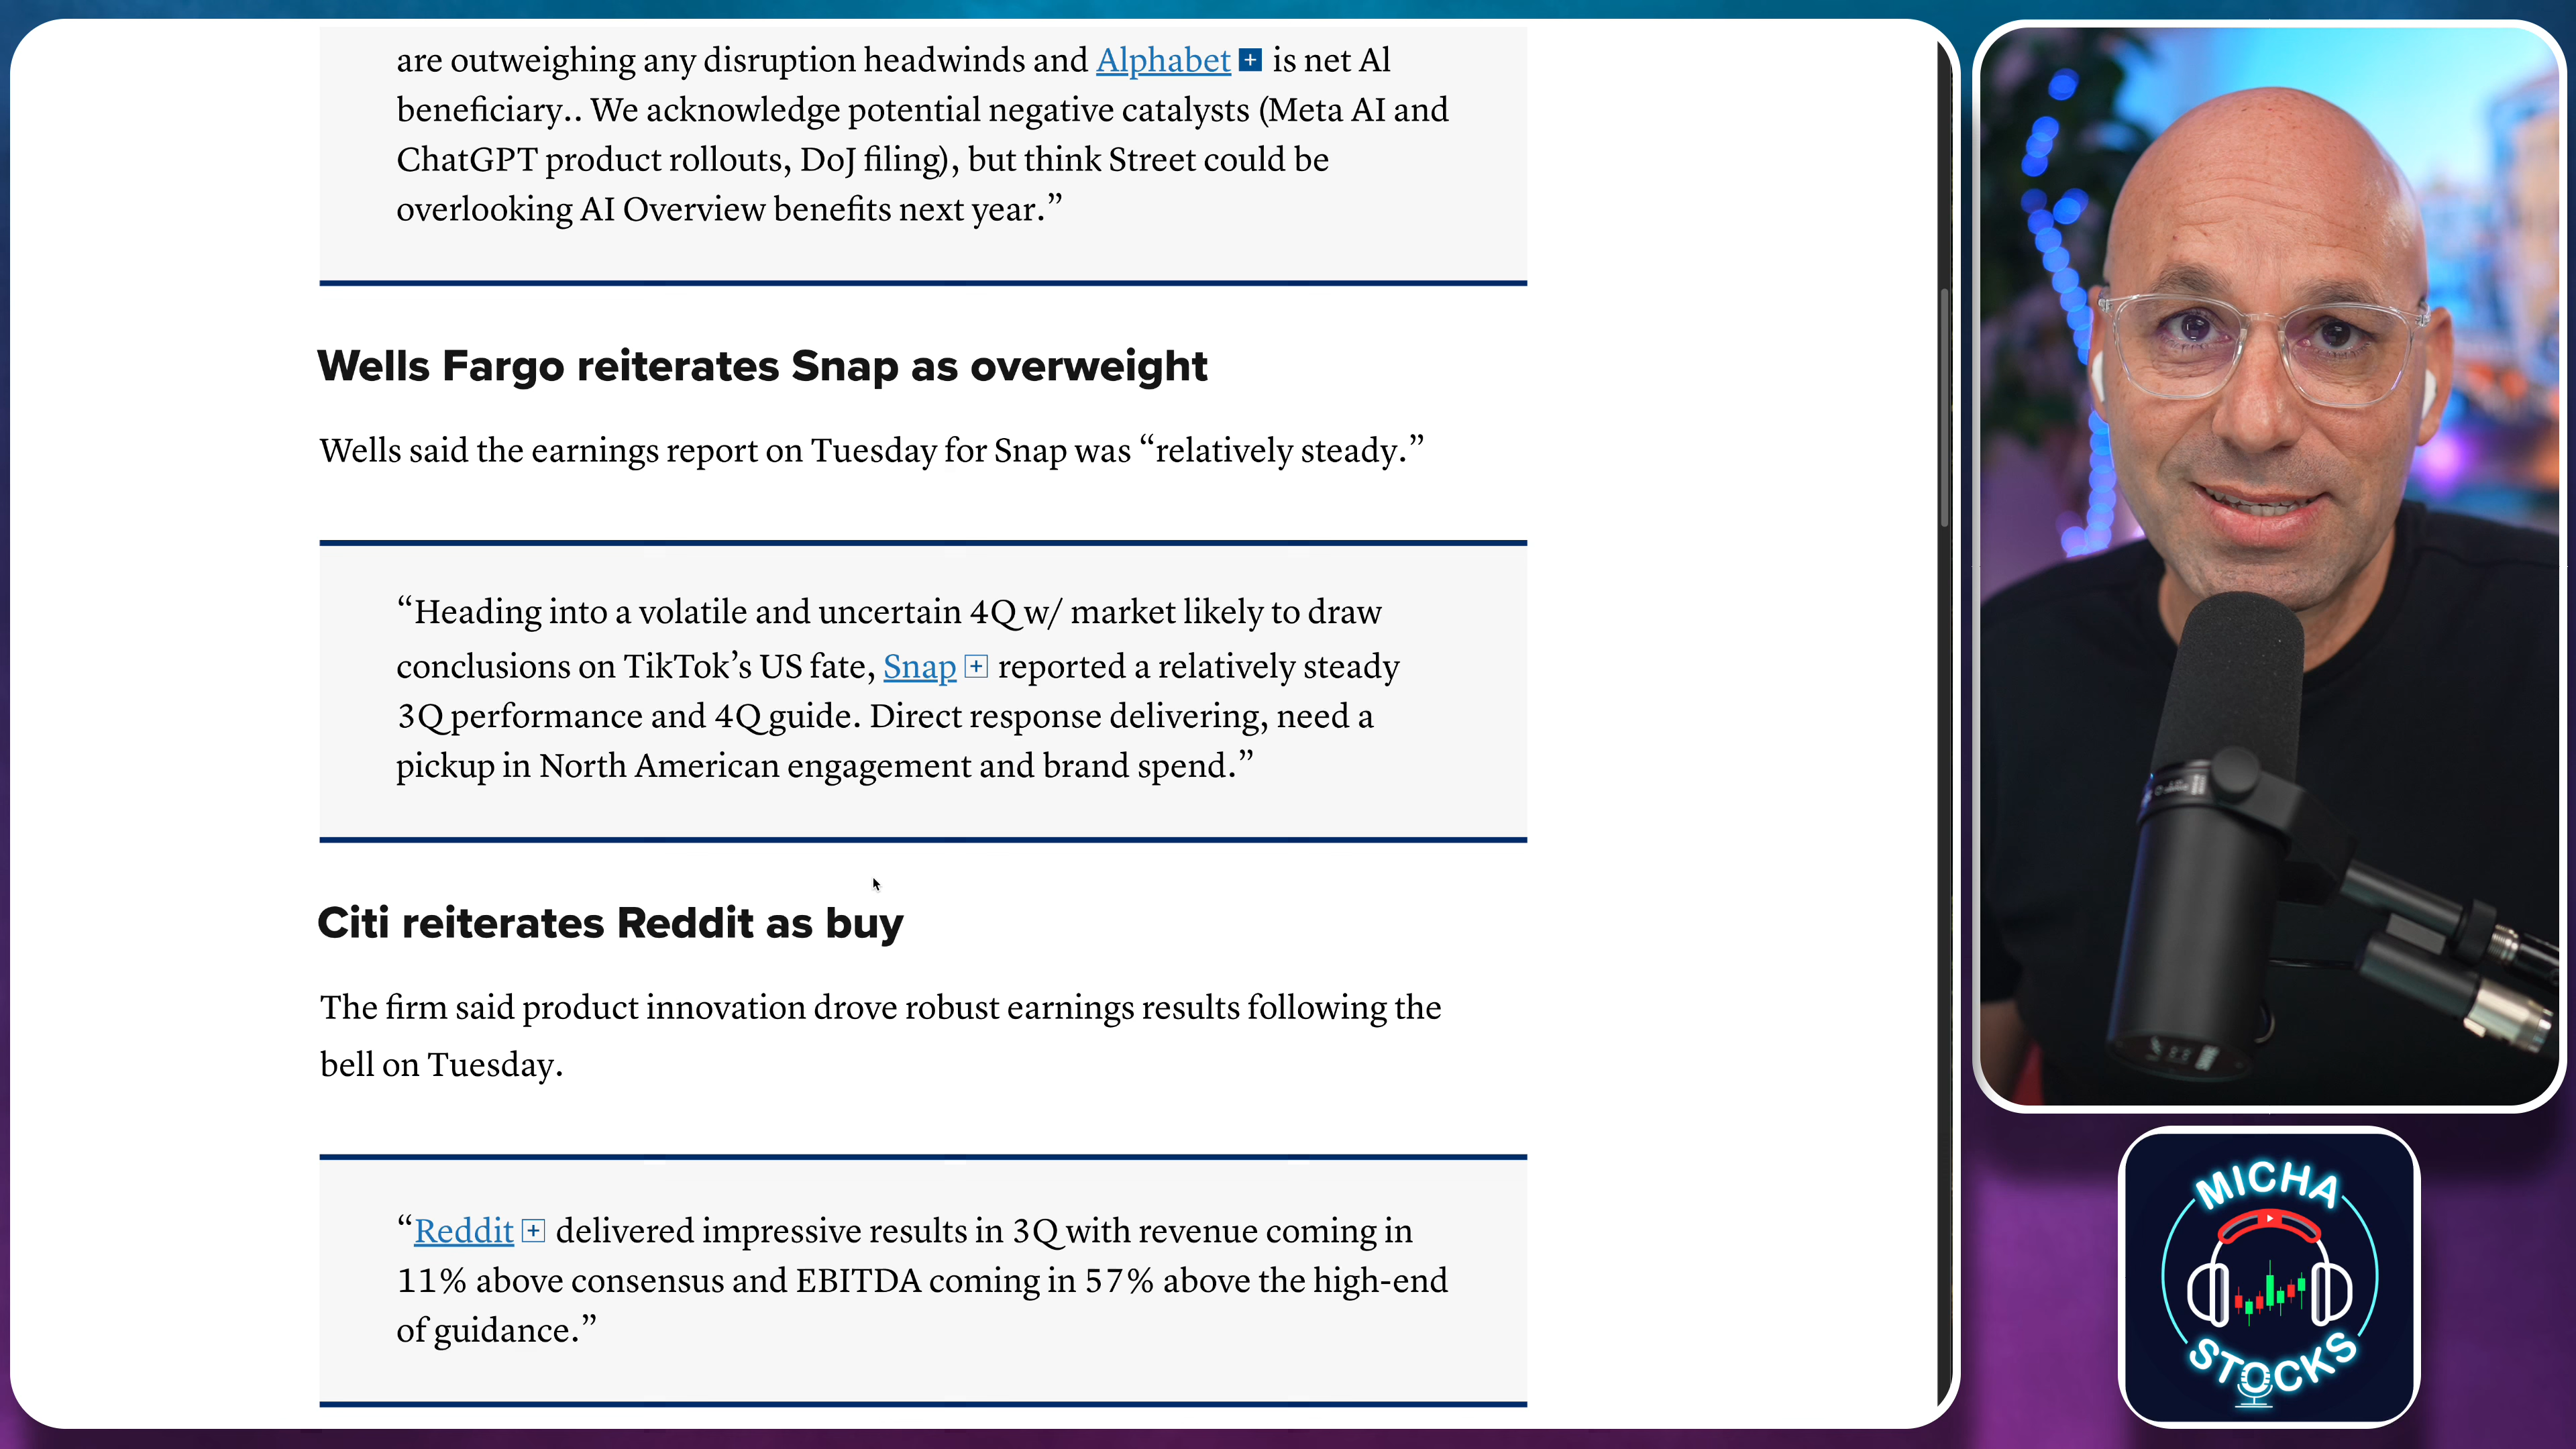 are outweighing any disruption headwinds and Alphabet is net Al
beneficiary.. We acknowledge potential negative catalysts (Meta AI and
ChatGPT product rollouts, DoJ filing), but think Street could be
overlooking AI Overview benefits next year.”
Wells Fargo reiterates Snap as overweight
Wells said the earnings report on Tuesday for Snap was “relatively steady.”
“Heading into a volatile and uncertain 4Q w/ market likely to draw
conclusions on TikTok’s US fate, Snap reported a relatively steady
3Q performance and 4Q guide. Direct response delivering, need a
pickup in North American engagement and brand spend.”
Citi reiterates Reddit as buy
The firm said product innovation drove robust earnings results following the
bell on Tuesday.
“Reddit delivered impressive results in 3Q with revenue coming in
11% above consensus and EBITDA coming in 57% above the high-end
of guidance.”
MICHA
STOCKS